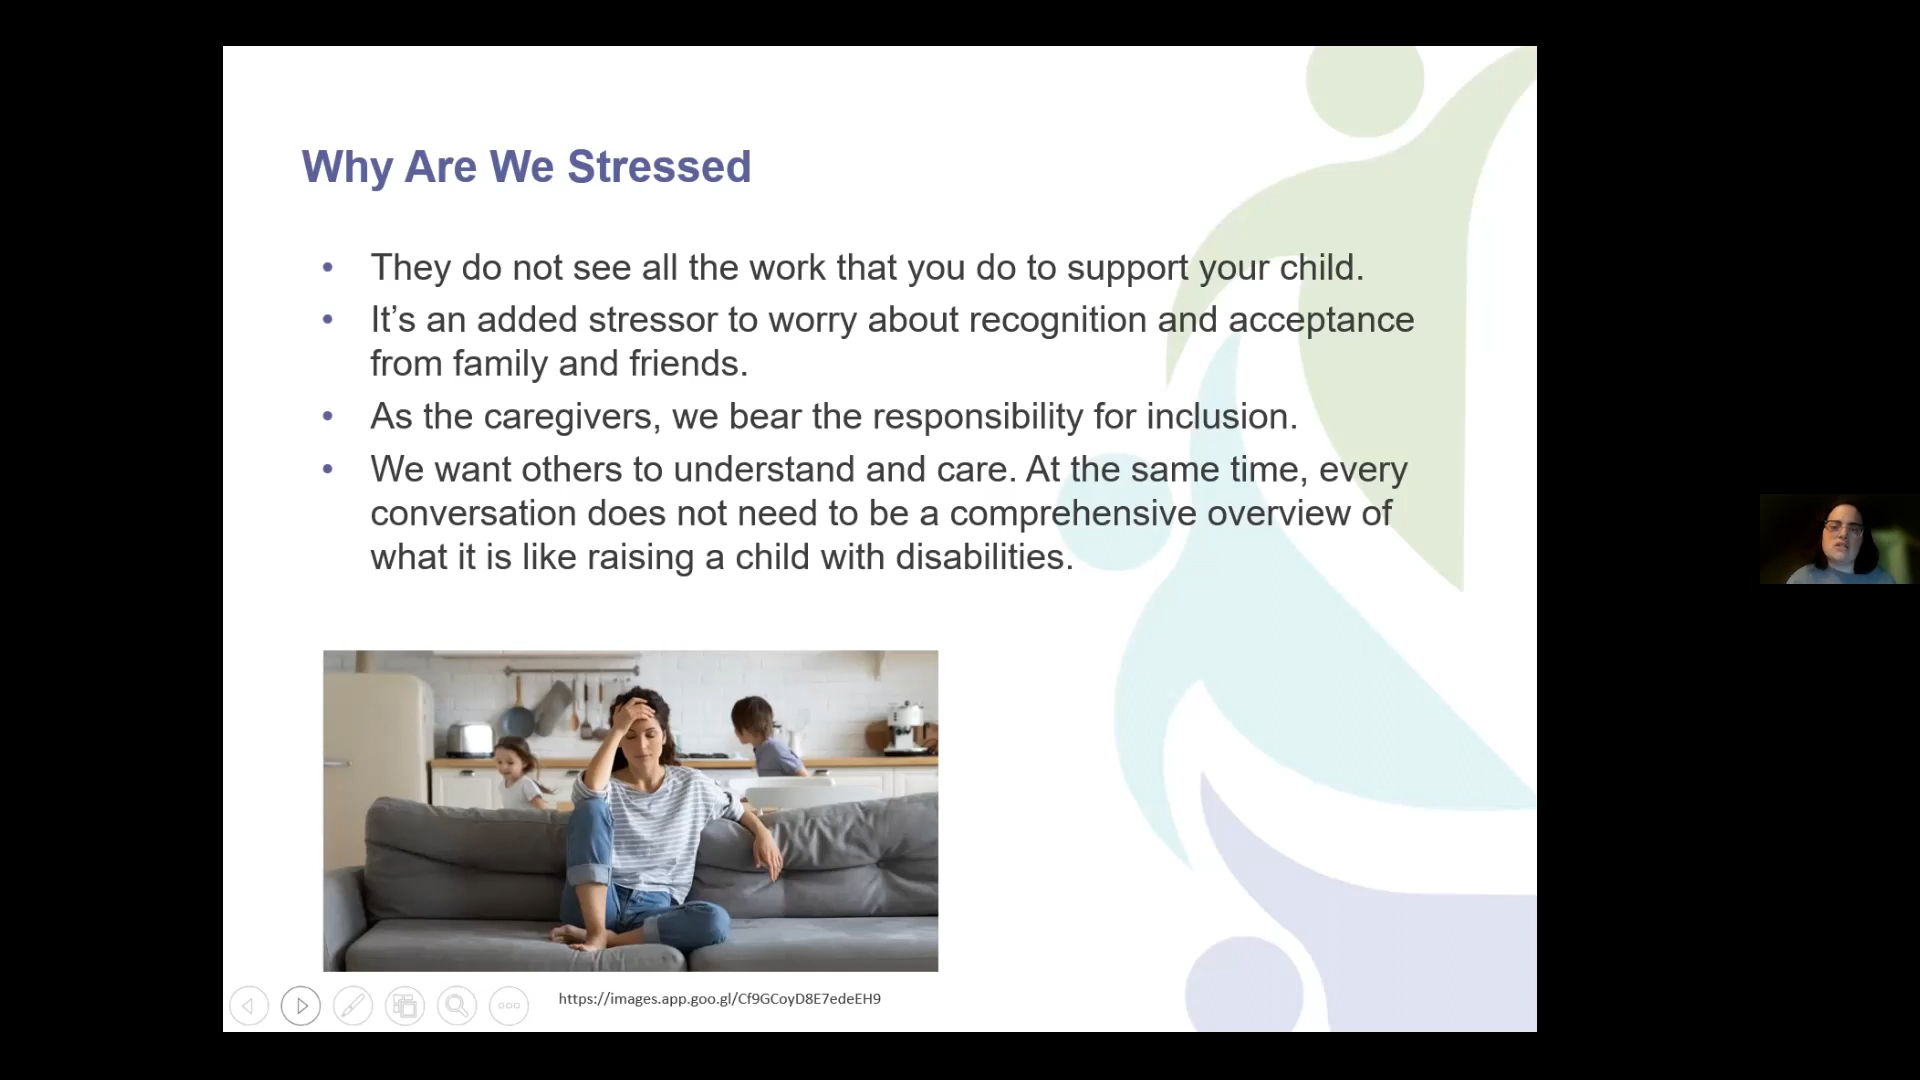 Why Are We Stressed
• They do not see all the work that you do to support your child.
• It’s an added stressor to worry about recognition and acceptance
from family and friends.
• As the caregivers, we bear the responsibility for inclusion.
• We want others to understand and care. At the same time, every
conversation does not need to be a comprehensive overview of
what it is like raising a child with disabilities.
https://images.app.goo.gl/Cf9GCoyD8E7edeEH9